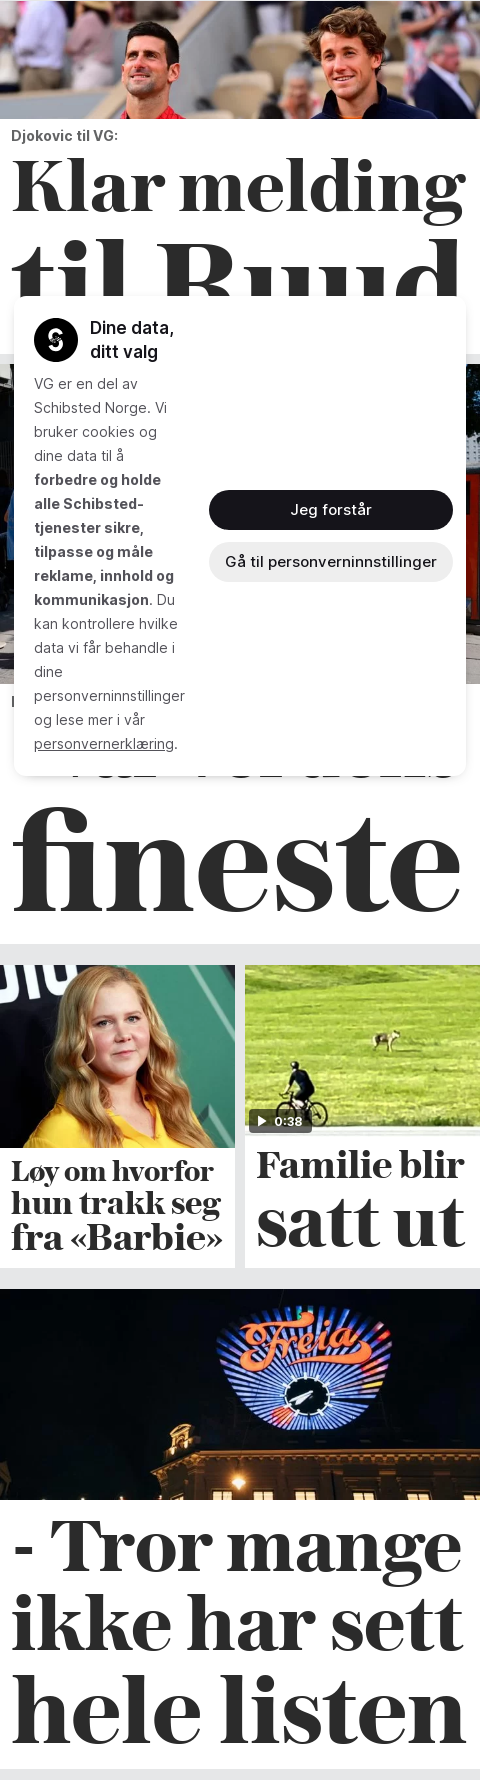 Djokovic til VG:
Klar melding
til Ruud
Dine data,
ditt valg
VG er en del av
Schibsted Norge. Vi
bruker cookies og
dine data til å
forbedre og holde
alle Schibsted-
tjenester sikre,
tilpasse og måle
reklame, innhold og
kommunikasjon. Du
kan kontrollere hvilke
data vi får behandle i
dine
personverninnstillinger
og lese mer i vår
personvernerklæring.
Jeg forstår
Gå til personverninnstillinger
fineste
Løy om hvorfor
hun trakk seg
fra «Barbie»
0:38
Familie blir
satt ut
Freia
- Tror mange
ikke har sett
hele listen